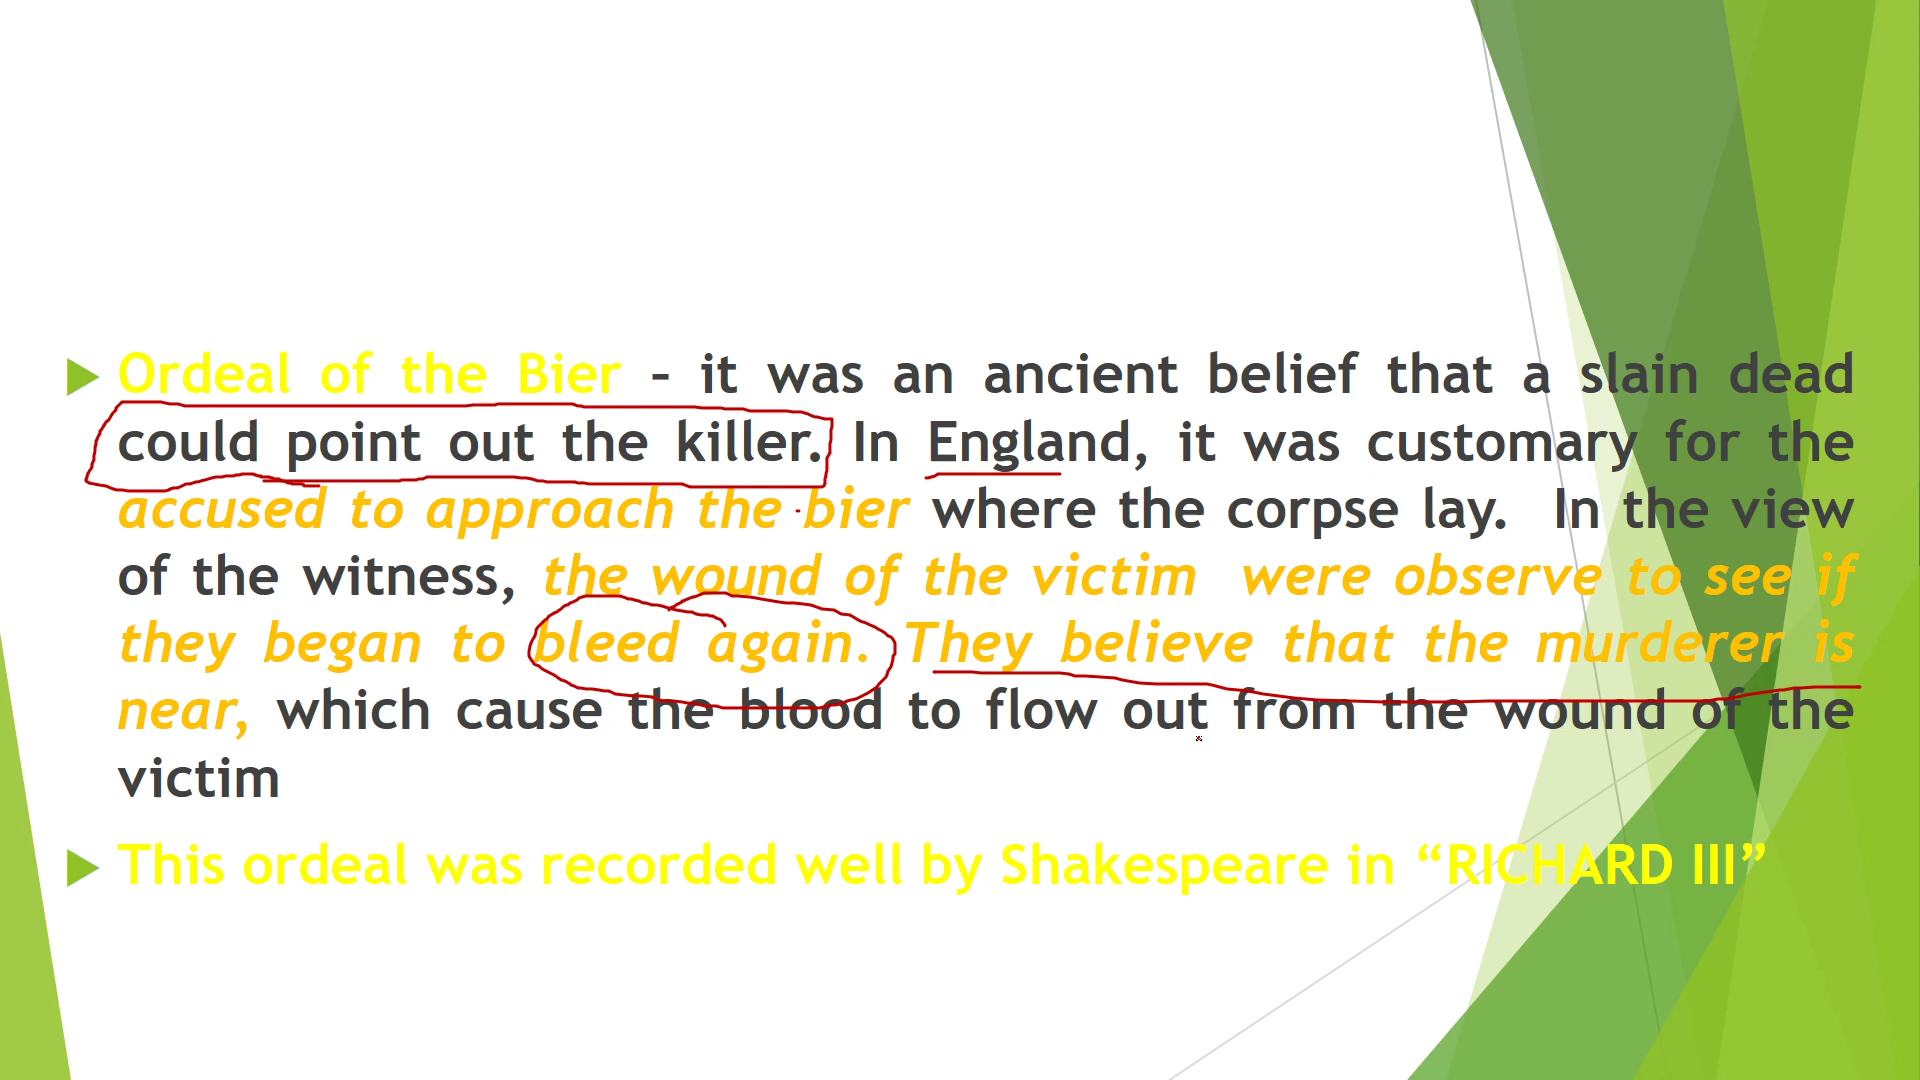 Ordeal of the Bier – it was an ancient belief that a slain dead
could point out the killer. In England, it was customary for the
accused to approach the bier where the corpse lay. In the view
of the witness, the wound of the victim were observe to see if
they began to bleed again. They believe that the murderer is
near, which cause the blood to flow out from the wound of the
victim
This ordeal was recorded well by Shakespeare in “RICHARD III”